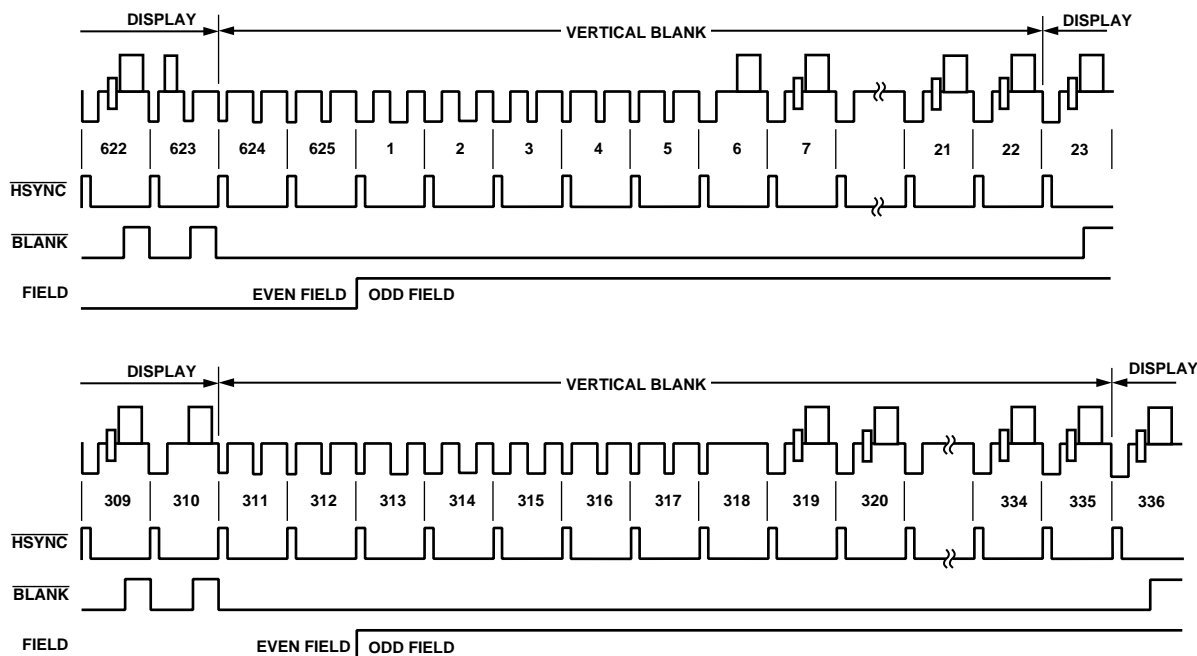 DISPLAY VERTICAL BLANK DISPLAY
622 623 624 625 1 2 3 4 5 6 7 21 22 23
HSYNC
BLANK
FIELD EVEN FIELD ODD FIELD
DISPLAY VERTICAL BLANK DISPLAY
309 310 311 312 313 314 315 316 317 318 319 320 334 335 336
HSYNC
BLANK
FIELD EVEN FIELD ODD FIELD